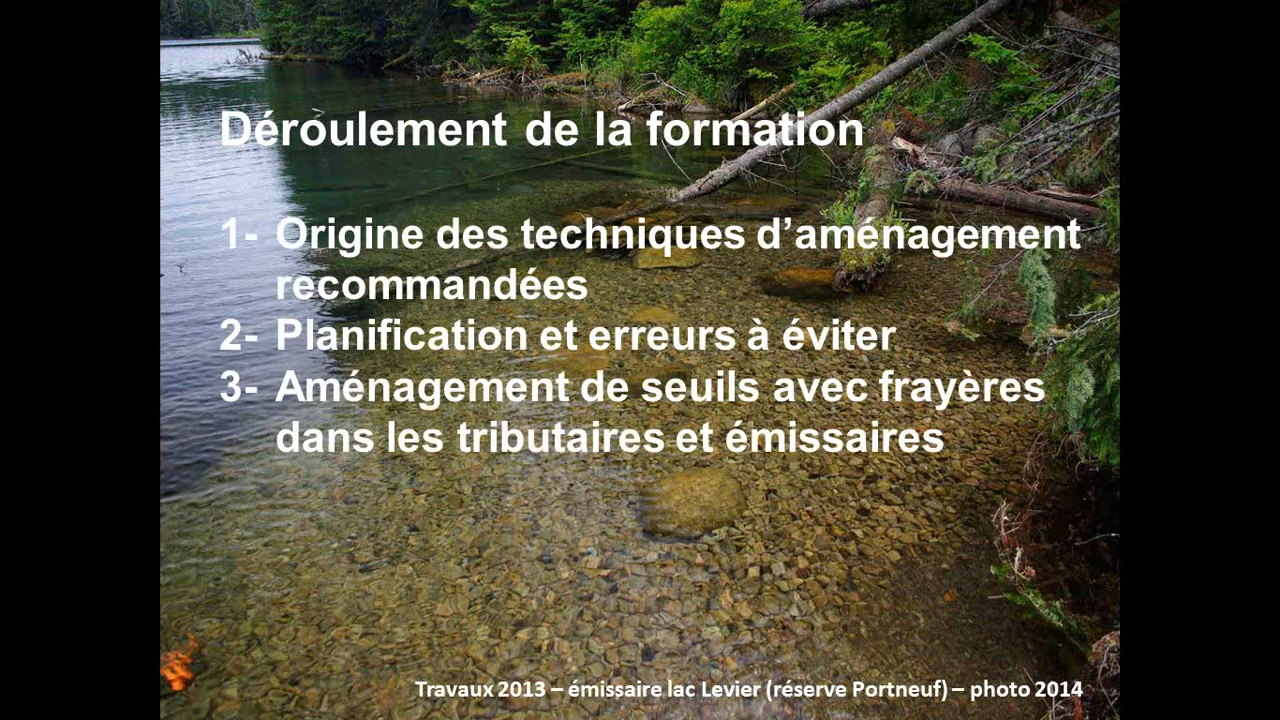 Déroulement de la formation
1- Origine des techniques d’aménagement
recommandées
2- Planification et erreurs à éviter
3- Aménagement de seuils avec frayères
dans les tributaires et émissaires
Travaux 2013 – émissaire lac Levier (réserve Portneuf) – photo 2014